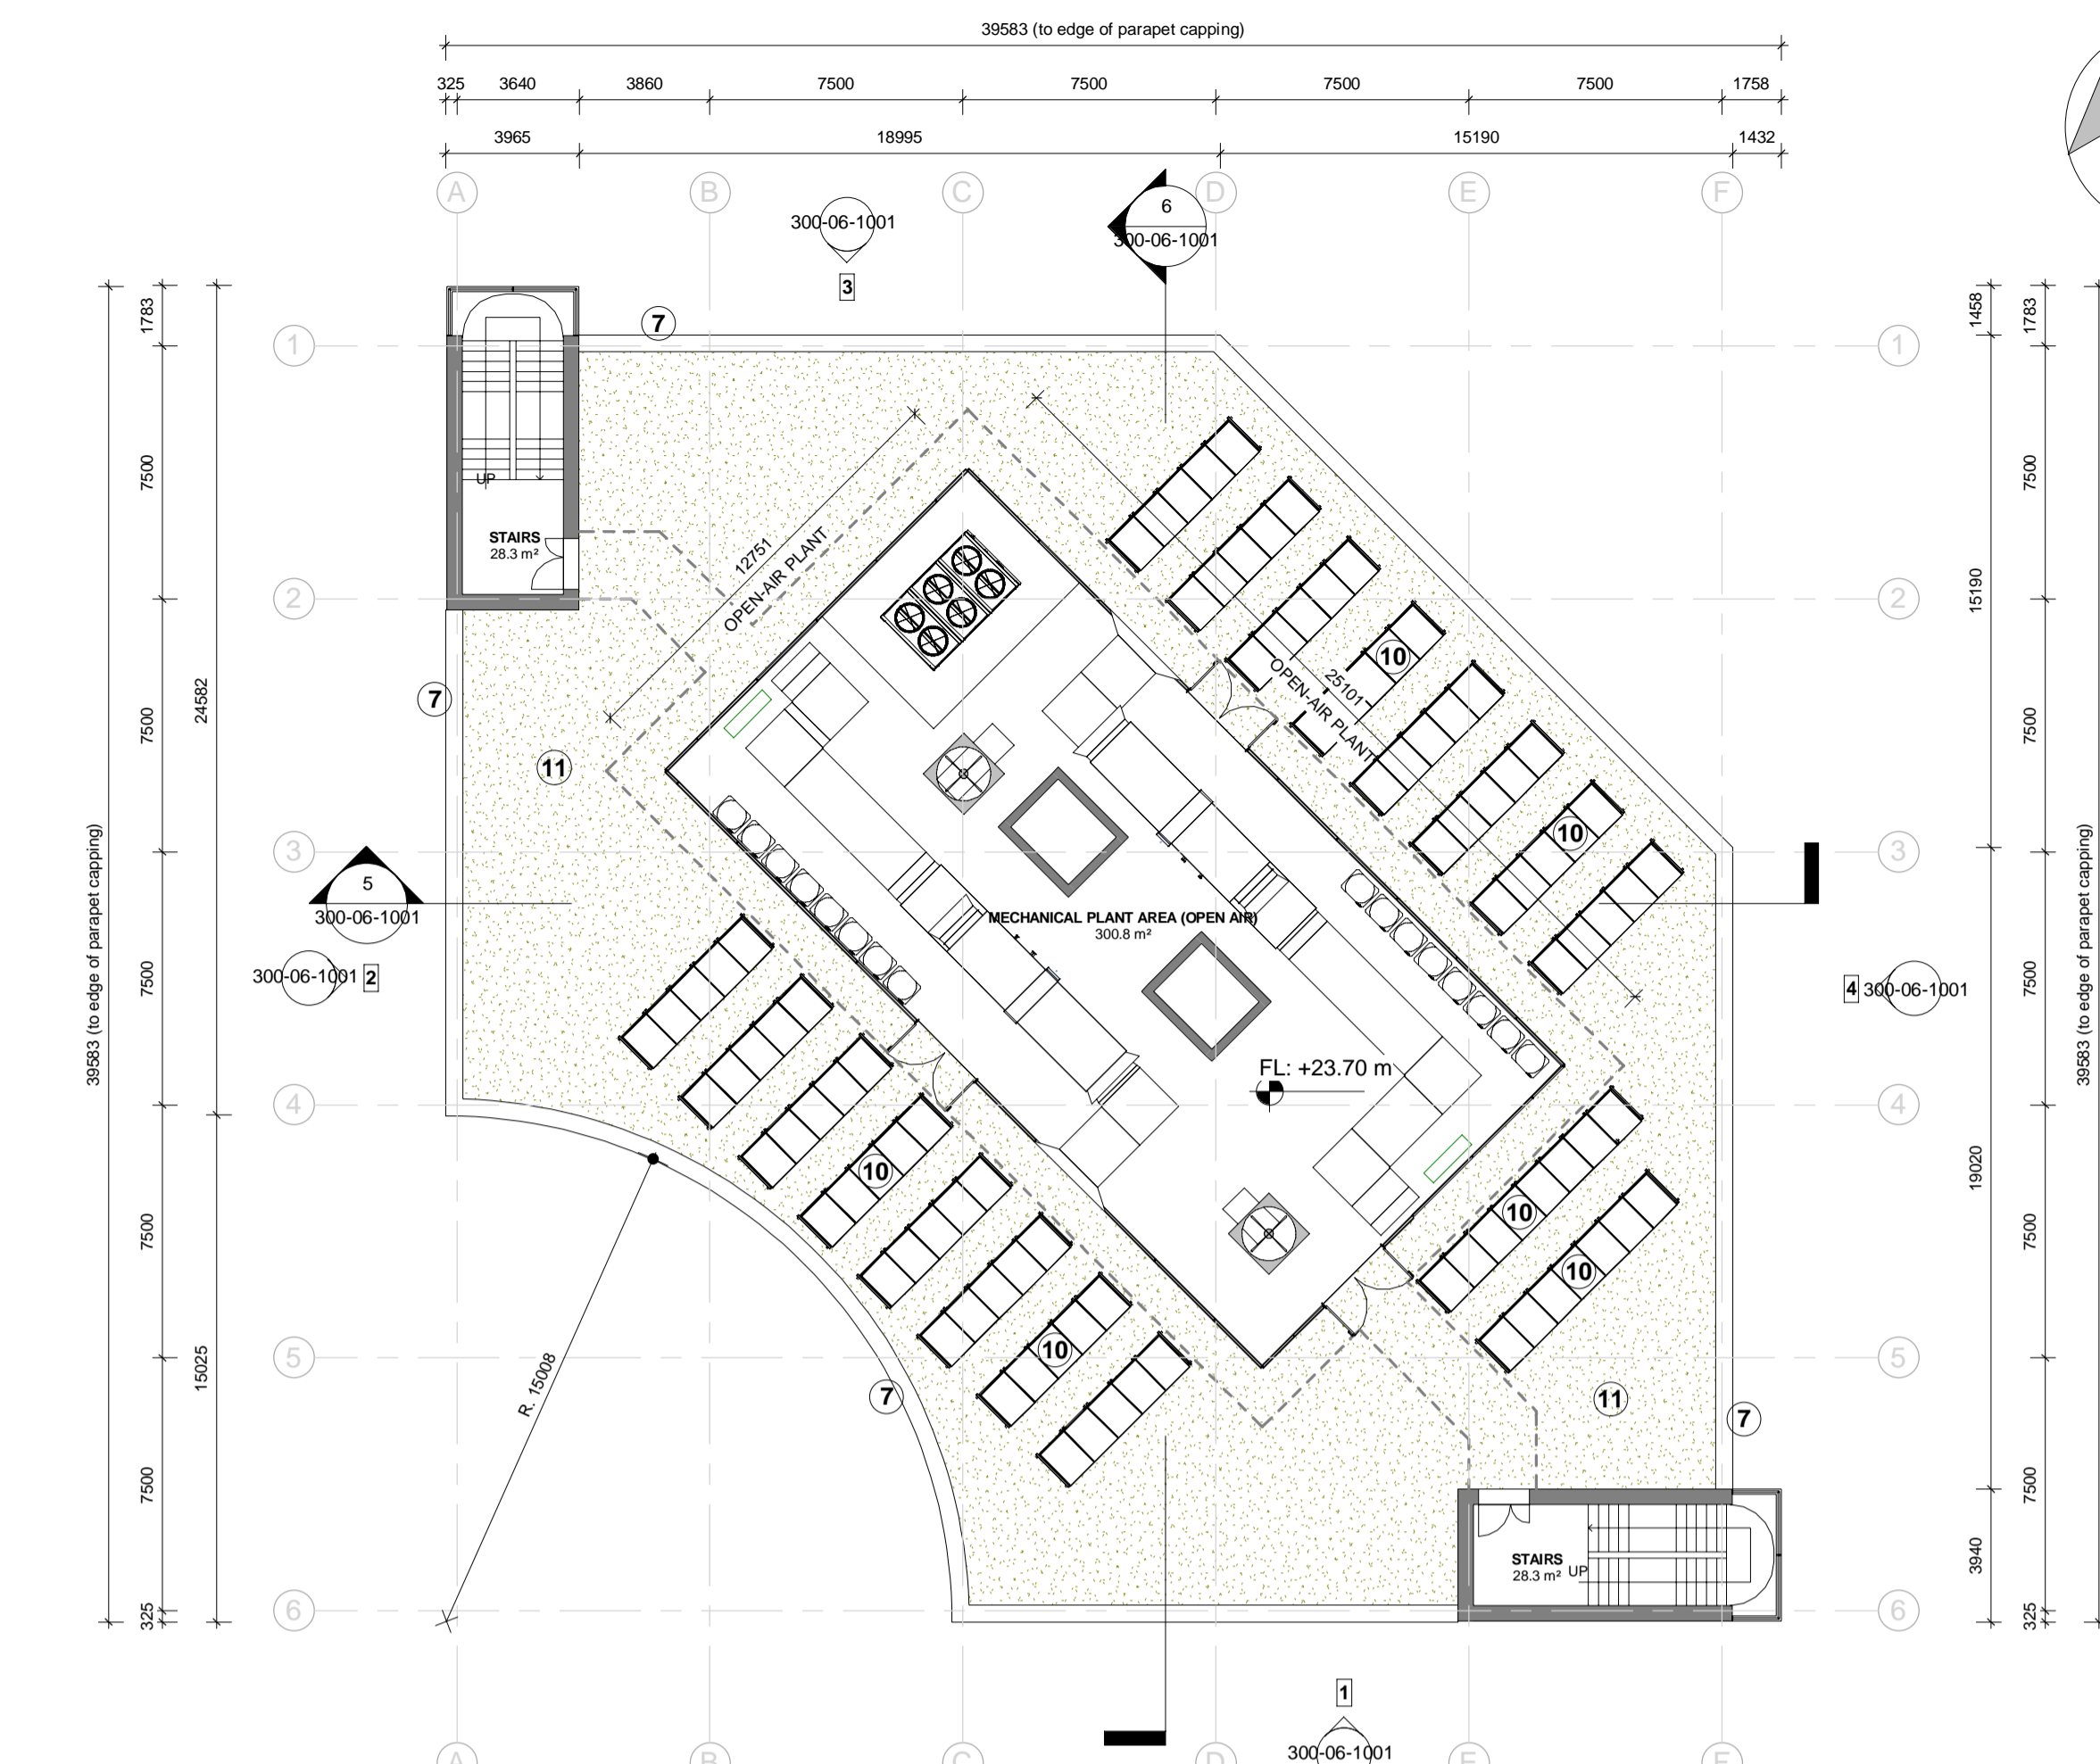 39583 (to edge of parapet capping)
325 3640 3860 7500 7500 7500 7500 1758
3965 18995 15190 1432
A B C D E F
300-06-1001
3
6
300-06-1001
1783
7500
7500
7500
7500
7500
325
24582
15025
39583 (to edge of parapet capping)
1458
15190
19020
3940
1783
7500
7500
7500
7500
7500
325
39583 (to edge of parapet capping)
1 1
2 2
3 3
4 4
5 5
6 6
7
UP
STAIRS
28.3 m²
12751
OPEN-AIR PLANT
10
25101
OPEN-AIR PLANT
7
11
10
5
300-06-1001
300-06-1001 2
MECHANICAL PLANT AREA (OPEN AIR)
300.8 m²
4 300-06-1001
FL: +23.70 m
10
10
10
10
R. 15008
7
11
7
STAIRS
28.3 m² UP
1
300-06-1001
A B C D E F